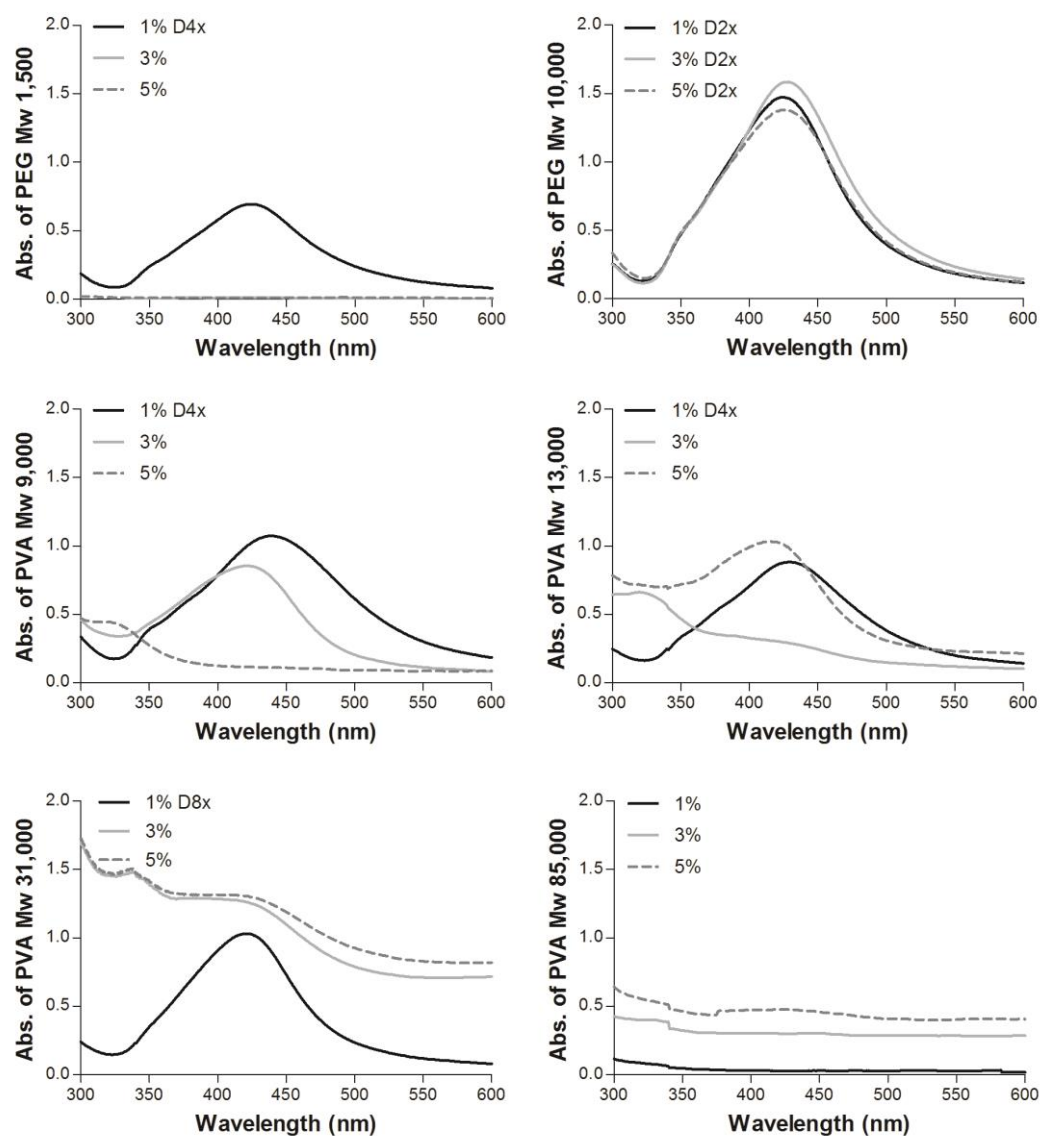 2.0
1.5
1.0
0.5
0.0
Abs. of PEG Mw 1,500
1% D4x
3%
5%
300 350 400 450 500 550 600
Wavelength (nm)
2.0
1.5
1.0
0.5
0.0
Abs. of PEG Mw 10,000
1% D2x
3% D2x
5% D2x
300 350 400 450 500 550 600
Wavelength (nm)
2.0
1.5
1.0
0.5
0.0
Abs. of PVA Mw 9,000
1% D4x
3%
5%
300 350 400 450 500 550 600
Wavelength (nm)
2.0
1.5
1.0
0.5
0.0
Abs. of PVA Mw 13,000
1% D4x
3%
5%
300 350 400 450 500 550 600
Wavelength (nm)
2.0
1.5
1.0
0.5
0.0
Abs. of PVA Mw 31,000
1% D8x
3%
5%
300 350 400 450 500 550 600
Wavelength (nm)
2.0
1.5
1.0
0.5
0.0
Abs. of PVA Mw 85,000
1%
3%
5%
300 350 400 450 500 550 600
Wavelength (nm)